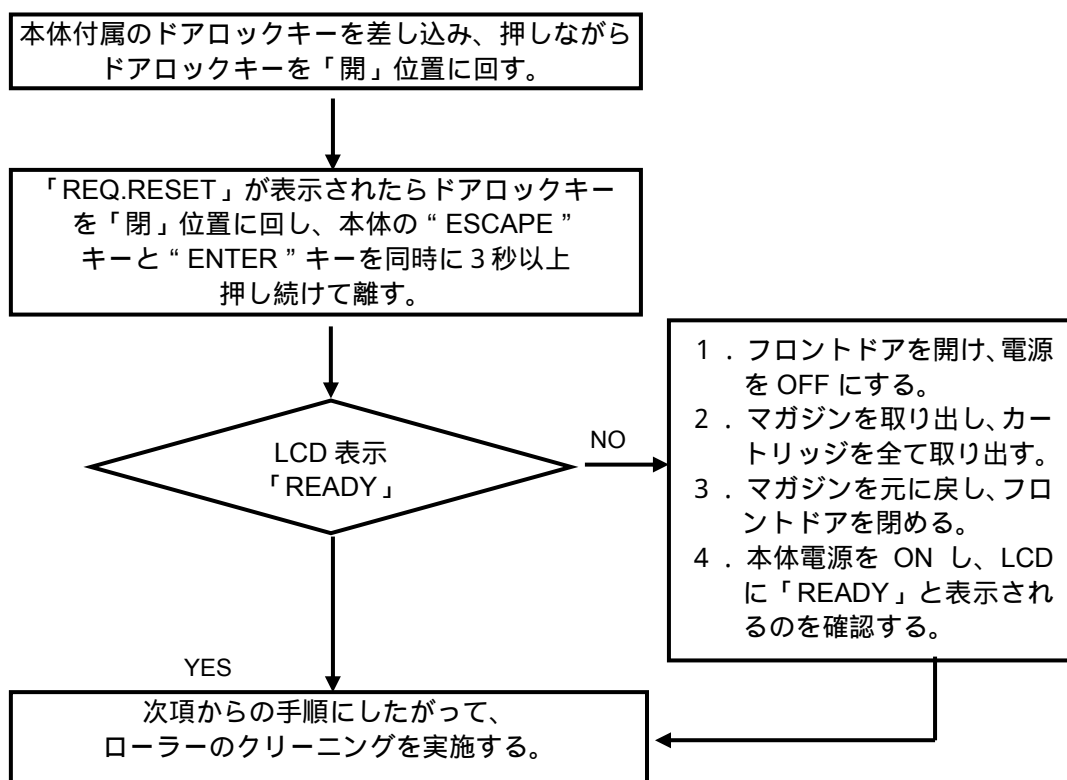 本体付属のドアロックキーを差し込み、押しながら
ドアロックキーを「開」位置に回す。
「REQ.RESET」が表示されたらドアロックキー
を「閉」位置に回し、本体の“ESCAPE”
キーと“ENTER”キーを同時に３秒以上
押し続けて離す。
LCD 表示
「READY」
NO
１．フロントドアを開け、電源
を OFF にする。
２．マガジンを取り出し、カー
トリッジを全て取り出す。
３．マガジンを元に戻し、フロ
ントドアを閉める。
４．本体電源を ON し、LCD
に「READY」と表示され
るのを確認する。
YES
次項からの手順にしたがって、
ローラーのクリーニングを実施する。